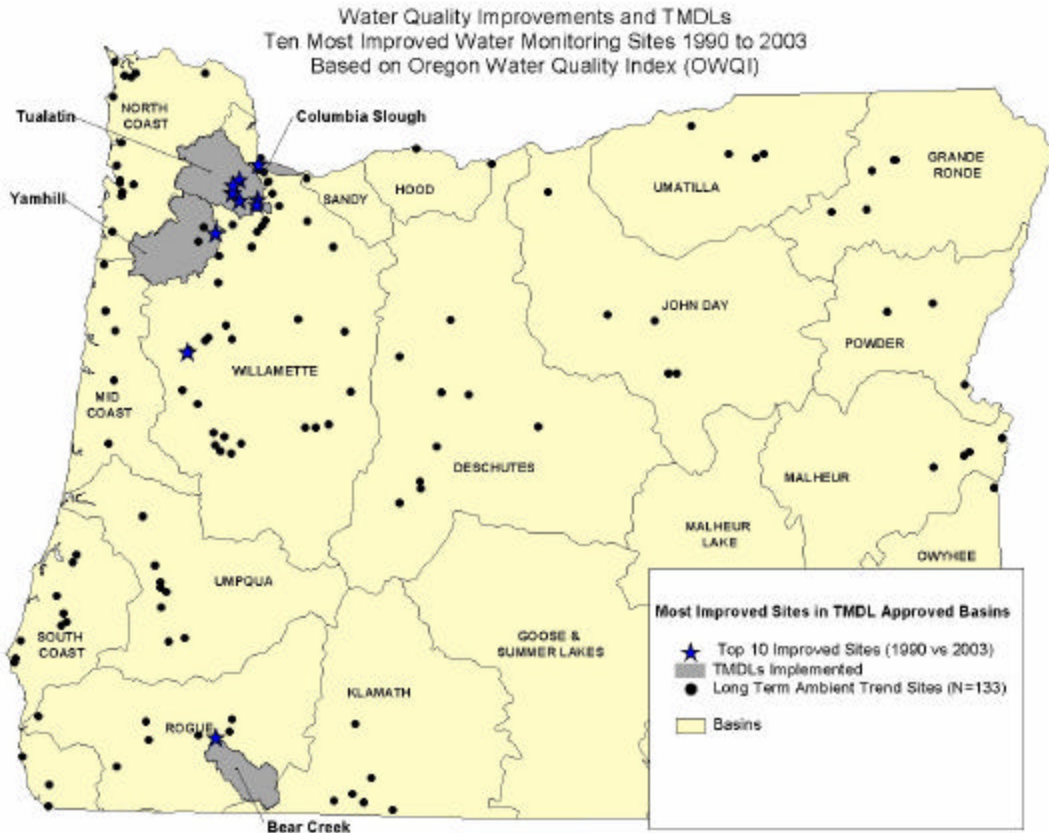 Water Quality Improvements and TMDLs
Ten Most Improved Water Monitoring Sites 1990 to 2003
Based on Oregon Water Quality Index (OWQI)
NORTH
COAST
Tualatin
Columbia Slough
Yamhill
SANDY
HOOD
UMATILLA
GRANDE
RONDE
JOHN DAY
POWDER
WILLAMETTE
MID
COAST
DESCHUTES
MALHEUR
MALHEUR
LAKE
OWYHEE
UMPQUA
SOUTH
COAST
GOOSE &
SUMMER LAKES
KLAMATH
ROGUE
Bear Creek
Most Improved Sites in TMDL Approved Basins
Top 10 Improved Sites (1990 vs 2003)
TMDLs Implemented
Long Term Ambient Trend Sites (N=133)
Basins